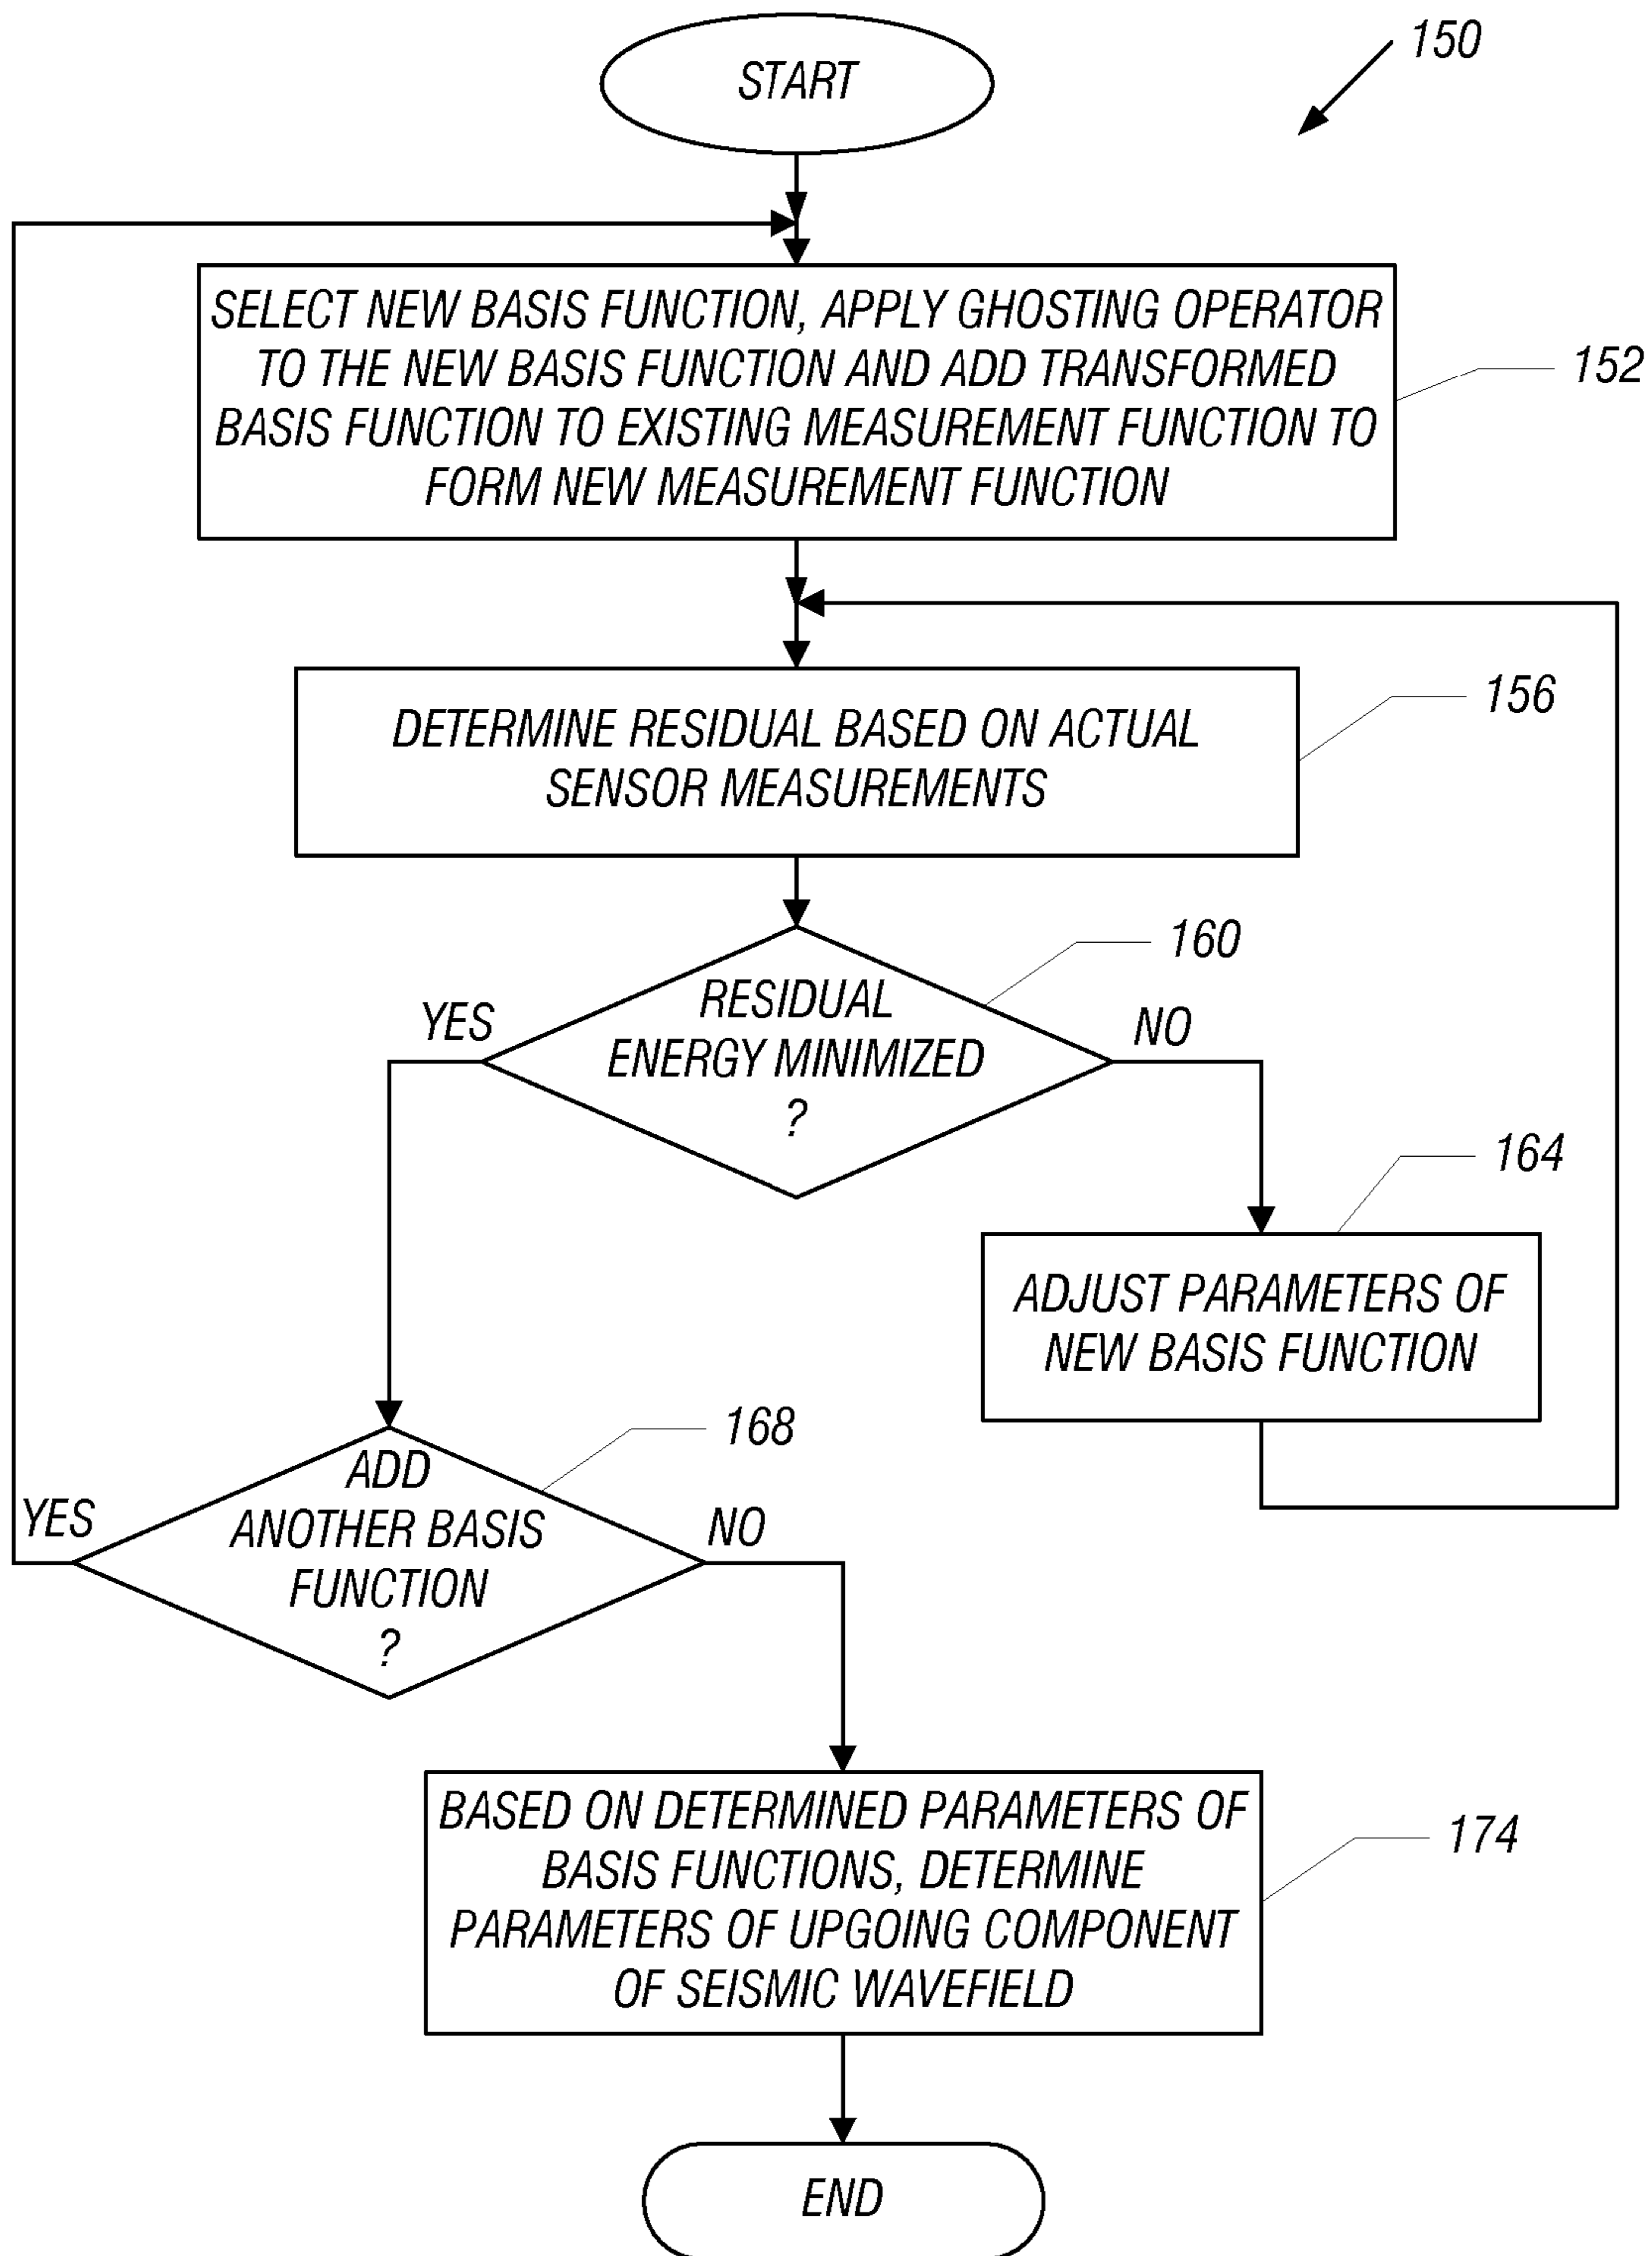 START
150
SELECT NEW BASIS FUNCTION, APPLY GHOSTING OPERATOR
TO THE NEW BASIS FUNCTION AND ADD TRANSFORMED
BASIS FUNCTION TO EXISTING MEASUREMENT FUNCTION TO
FORM NEW MEASUREMENT FUNCTION
152
DETERMINE RESIDUAL BASED ON ACTUAL
SENSOR MEASUREMENTS
156
160
RESIDUAL
ENERGY MINIMIZED
?
YES
NO
164
ADJUST PARAMETERS OF
NEW BASIS FUNCTION
168
ADD
ANOTHER BASIS
FUNCTION
?
YES
NO
BASED ON DETERMINED PARAMETERS OF
BASIS FUNCTIONS, DETERMINE
PARAMETERS OF UPGOING COMPONENT
OF SEISMIC WAVEFIELD
174
END